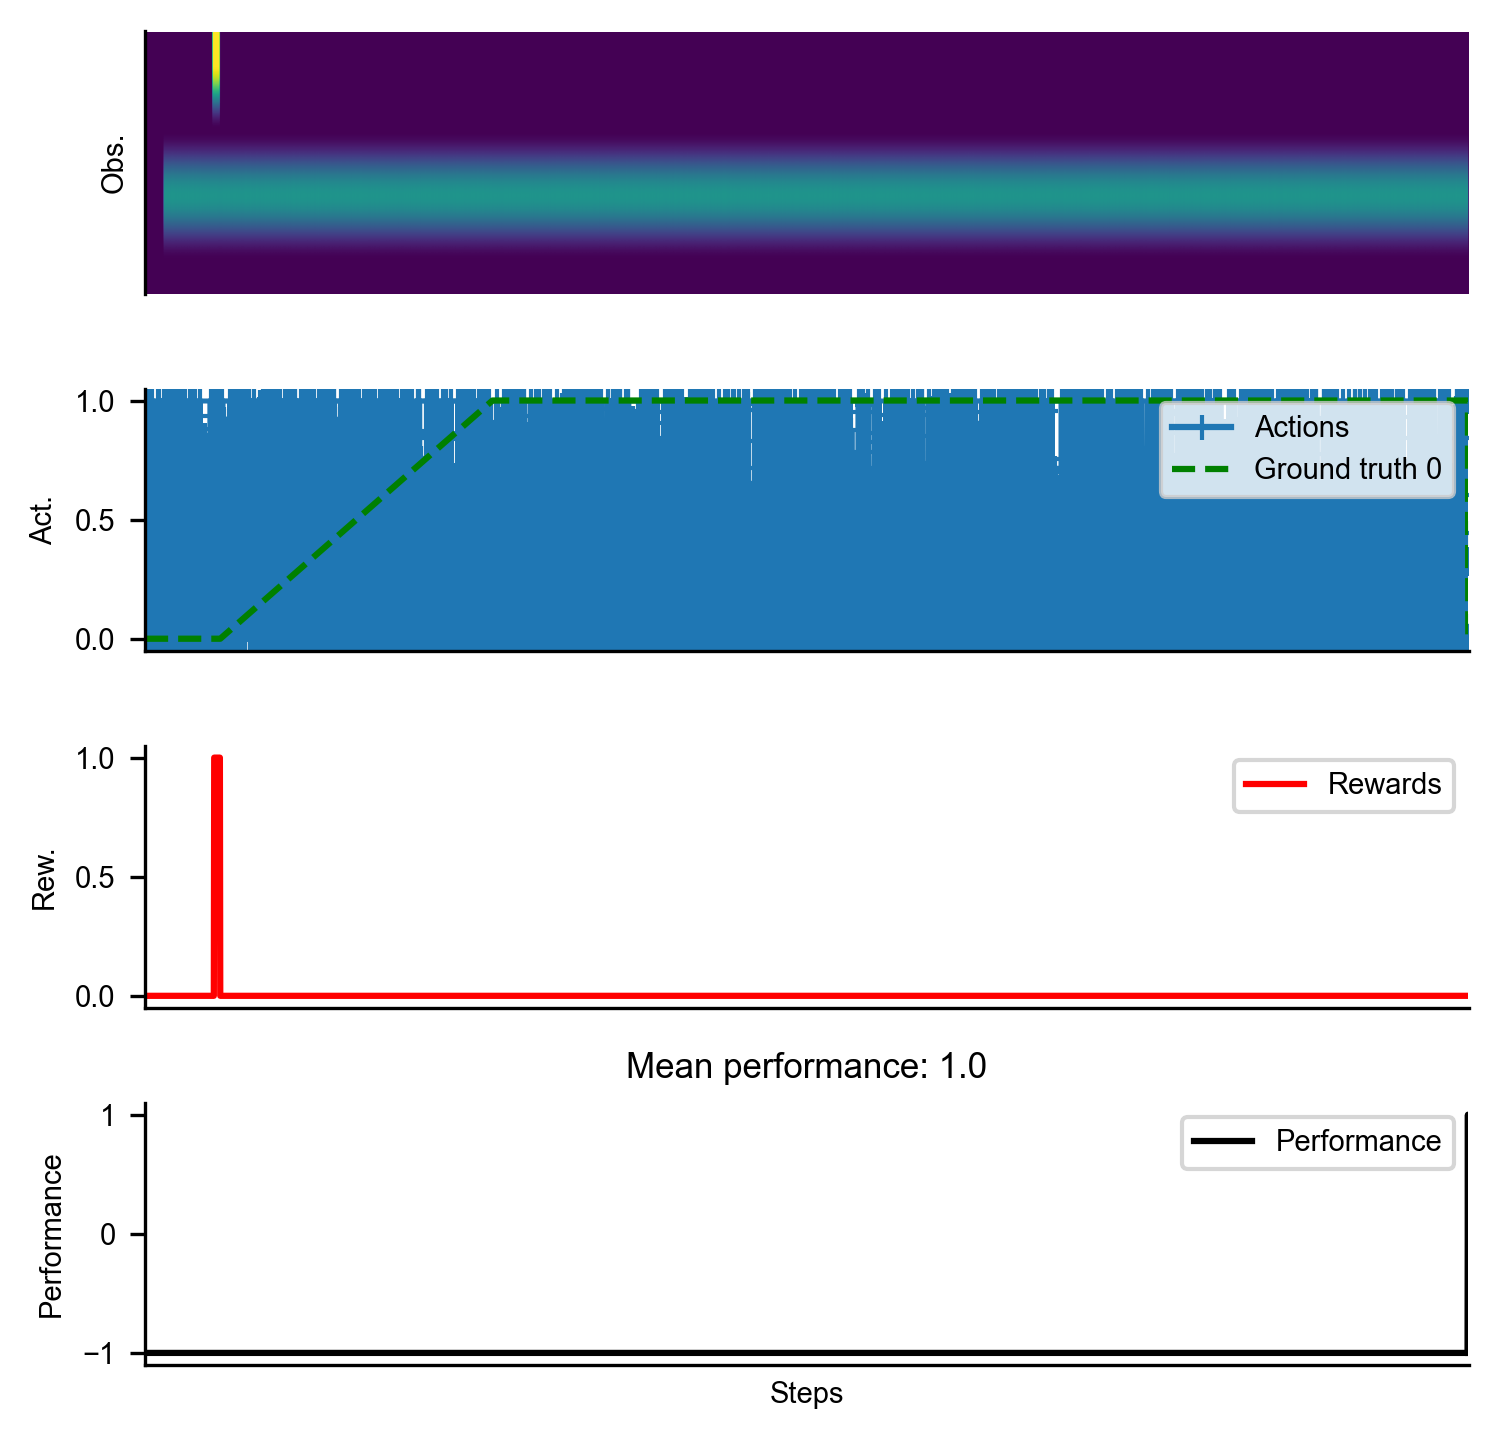 Obs.
1.0
0.5
0.0
Act.
Actions
Ground truth 0
1.0
0.5
0.0
Rew.
Rewards
Mean performance: 1.0
1
0
−1
Performance
Performance
Steps